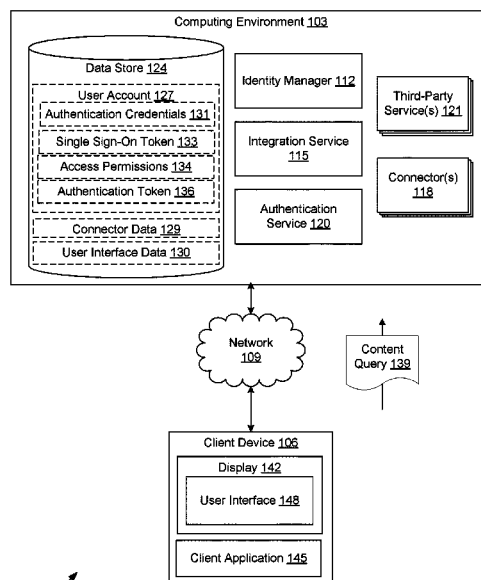 Computing Environment 103
Data Store 124
User Account 127
Authentication Credentials 131
Single Sign-On Token 133
Access Permissions 134
Authentication Token 136
Connector Data 129
User Interface Data 130
Identity Manager 112
Integration Service 115
Authentication
Service 120
Third-Party
Service(s) 121
Connector(s)
118
Network
109
Content
Query 139
Client Device 106
Display 142
User Interface 148
Client Application 145